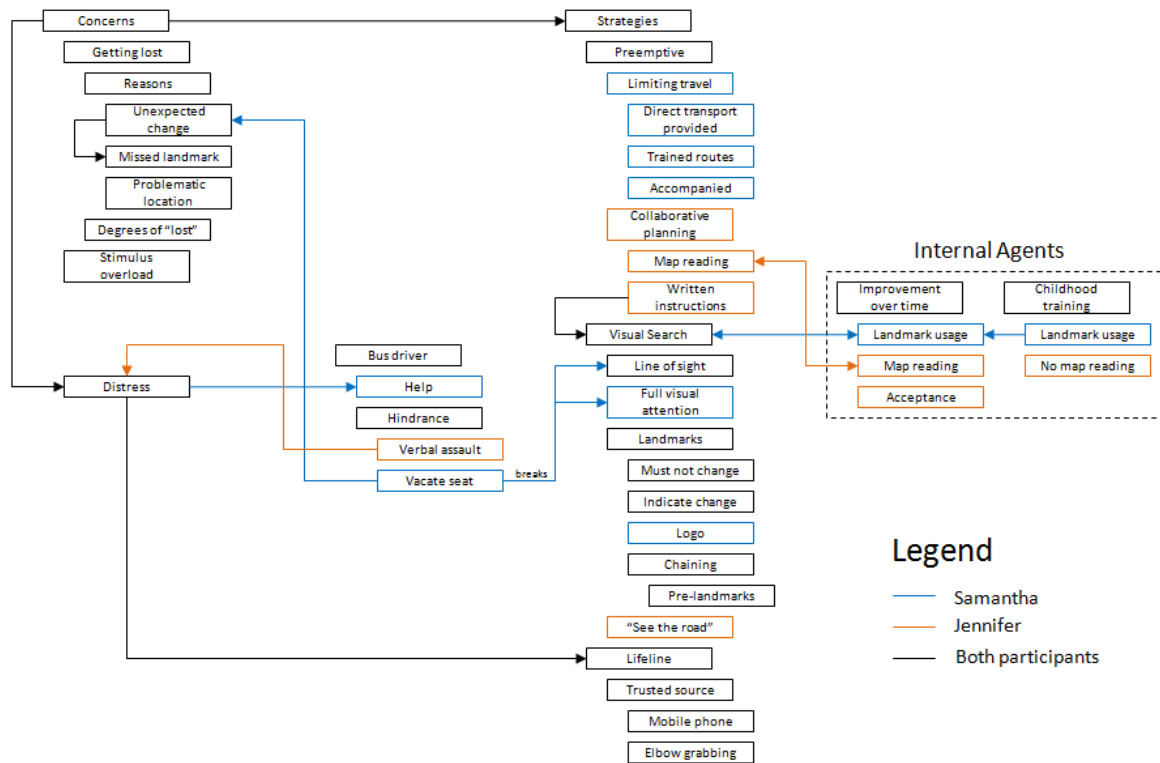 Concerns
Strategies
Getting lost
Preemptive
Reasons
Limiting travel
Unexpected
change
Direct transport
provided
Missed landmark
Trained routes
Problematic
location
Accompanied
Degrees of “lost”
Collaborative
planning
Stimulus
overload
Map reading
Written
instructions
Visual Search
Internal Agents
Improvement
over time
Childhood
training
Landmark usage
Landmark usage
Map reading
No map reading
Acceptance
Bus driver
Line of sight
Distress
Help
Full visual
attention
Hindrance
Landmarks
Verbal assault
Must not change
Vacate seat
breaks
Indicate change
Logo
Chaining
Pre-landmarks
“See the road”
Lifeline
Trusted source
Mobile phone
Elbow grabbing
Legend
Samantha
Jennifer
Both participants